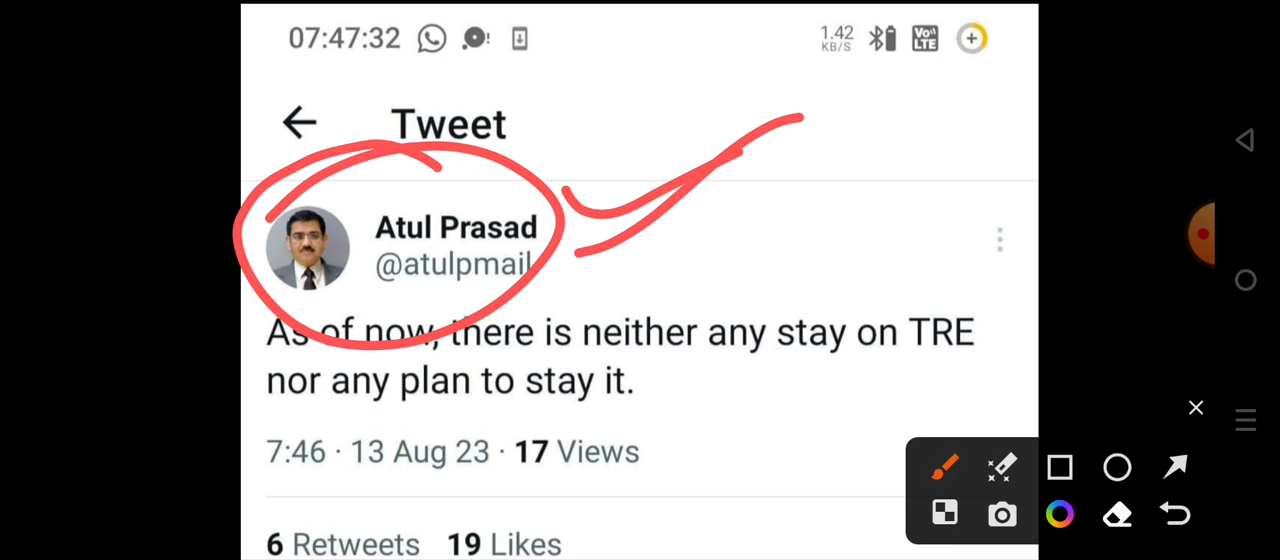 07:47:32
1.42
KB/S
Vo))
LTE
Tweet
Atul Prasad
@atulpmail
As of now, there is neither any stay on TRE
nor any plan to stay it.
7:46 · 13 Aug 23 · 17 Views
6 Retweets 19 Likes